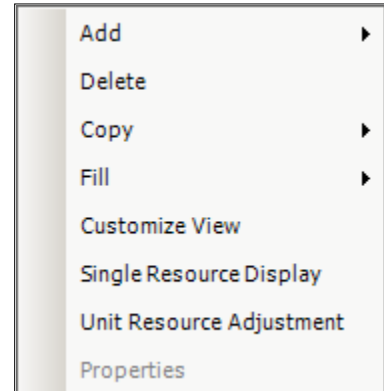 Add
Delete
Copy
Fill
Customize View
Single Resource Display
Unit Resource Adjustment
Properties